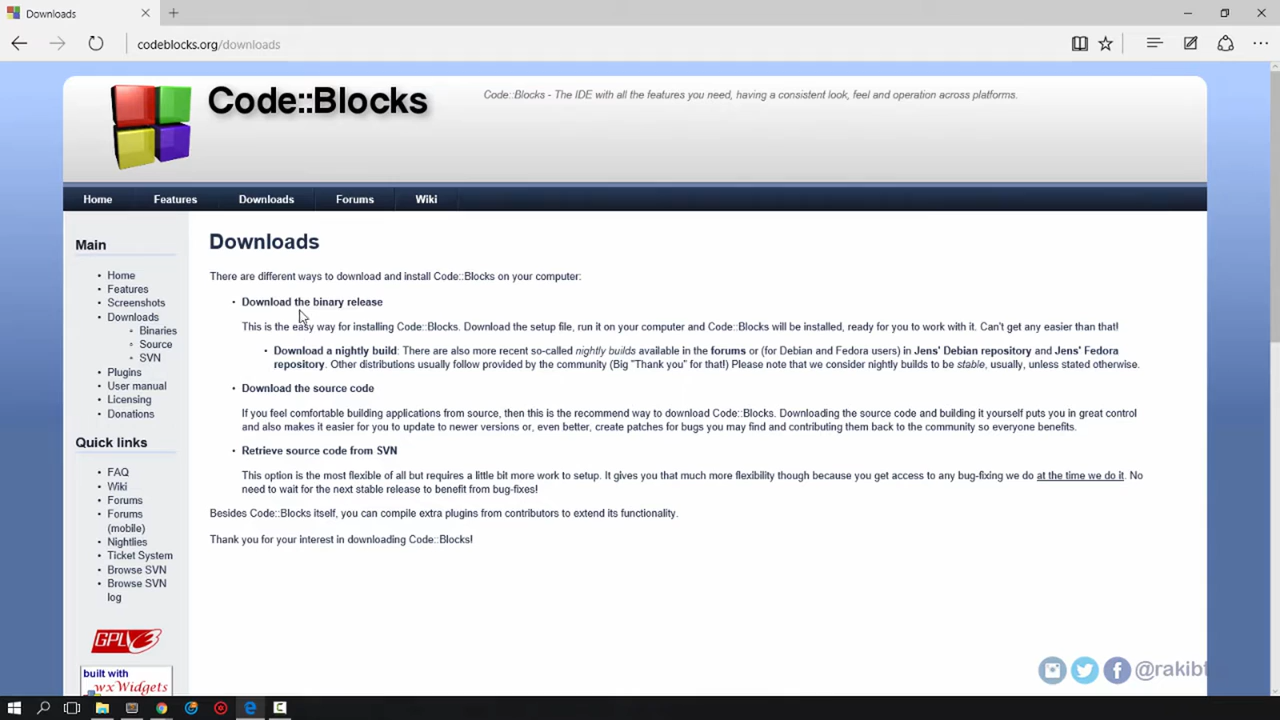 Downloads
codeblocks.org/downloads
Code::Blocks
Code::Blocks - The IDE with all the features you need, having a consistent look, feel and operation across platforms.
Home Features Downloads Forums Wiki
Main
• Home
• Features
• Screenshots
• Downloads
Binaries
Source
SVN
• Plugins
• User manual
• Licensing
• Donations
Quick links
• FAQ
• Wiki
• Forums
• Forums
(mobile)
• Nightlies
• Ticket System
• Browse SVN
• Browse SVN
log
GPLv3
built with
wxWidgets
Downloads
There are different ways to download and install Code::Blocks on your computer:
• Download the binary release
This is the easy way for installing Code::Blocks. Download the setup file, run it on your computer and Code::Blocks will be installed, ready for you to work with it. Can't get any easier than that!
• Download a nightly build: There are also more recent so-called nightly builds available in the forums or (for Debian and Fedora users) in Jens' Debian repository and Jens' Fedora
repository. Other distributions usually follow provided by the community (Big "Thank you" for that!) Please note that we consider nightly builds to be stable, usually, unless stated otherwise.
• Download the source code
If you feel comfortable building applications from source, then this is the recommend way to download Code::Blocks. Downloading the source code and building it yourself puts you in great control
and also makes it easier for you to update to newer versions or, even better, create patches for bugs you may find and contributing them back to the community so everyone benefits.
• Retrieve source code from SVN
This option is the most flexible of all but requires a little bit more work to setup. It gives you that much more flexibility though because you get access to any bug-fixing we do at the time we do it. No
need to wait for the next stable release to benefit from bug-fixes!
Besides Code::Blocks itself, you can compile extra plugins from contributors to extend its functionality.
Thank you for your interest in downloading Code::Blocks!